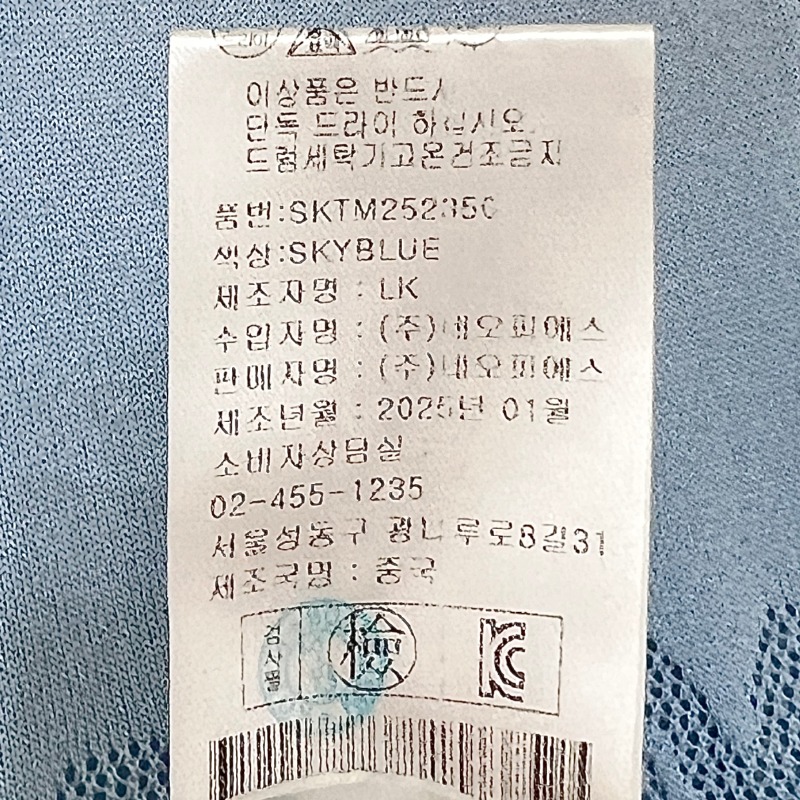 드라이
이상품은 반드시
단독 드라이 하십시오.
드럼세탁기고온건조금지
색상:SKYBLUE
제조자명 : LK
수입자명 : (주)네오피에스
판매자명 : (주)네오피에스
제조년월 : 2025년 01월
소비자상담실
02-455-1235
서울성동구 광나루로8길31
제조국명 : 중국
검사필
檢
KC